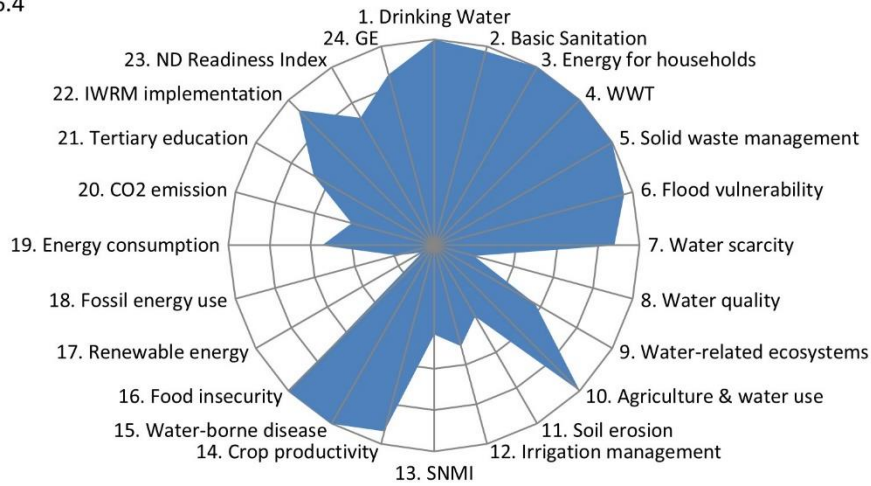 1. Drinking Water
2. Basic Sanitation
3. Energy for households
4. WWT
5. Solid waste management
6. Flood vulnerability
7. Water scarcity
8. Water quality
9. Water-related ecosystems
10. Agriculture & water use
11. Soil erosion
12. Irrigation management
13. SNMI
14. Crop productivity
15. Water-borne disease
16. Food insecurity
17. Renewable energy
18. Fossil energy use
19. Energy consumption
20. CO2 emission
21. Tertiary education
22. IWRM implementation
23. ND Readiness Index
24. GE